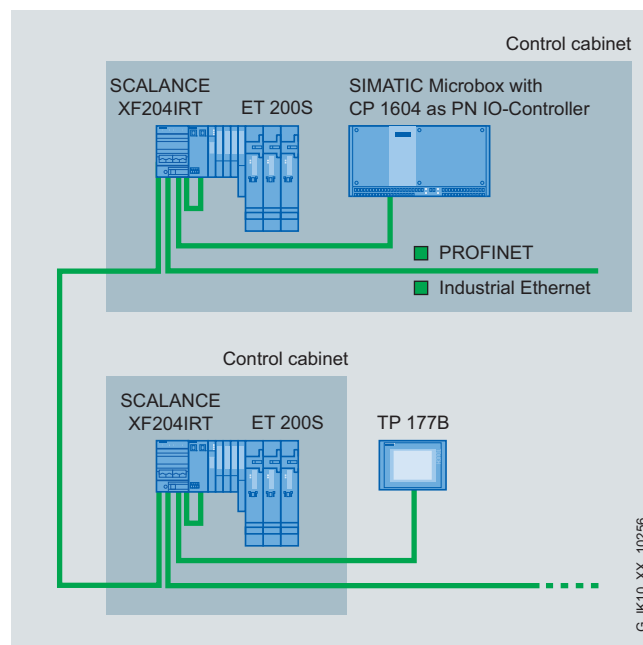 Control cabinet
SCALANCE
XF204IRT
ET 200S
SIMATIC Microbox with
CP 1604 as PN IO-Controller
PROFINET
Industrial Ethernet
Control cabinet
SCALANCE
XF204IRT
ET 200S
TP 177B
G_IK10_XX_10256